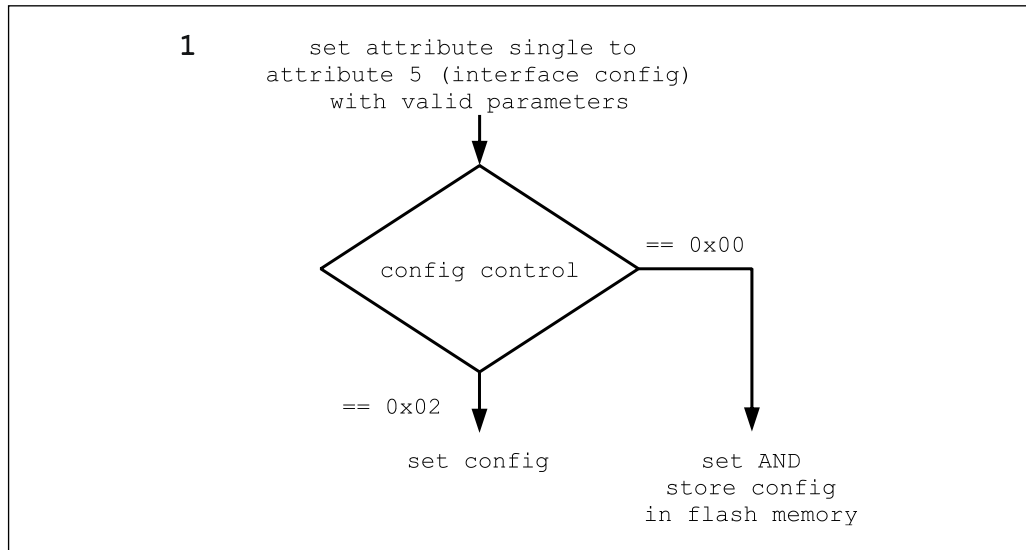 1
set attribute single to
attribute 5 (interface config)
with valid parameters
== 0x00
config control
== 0x02
set config
set AND
store config
in flash memory